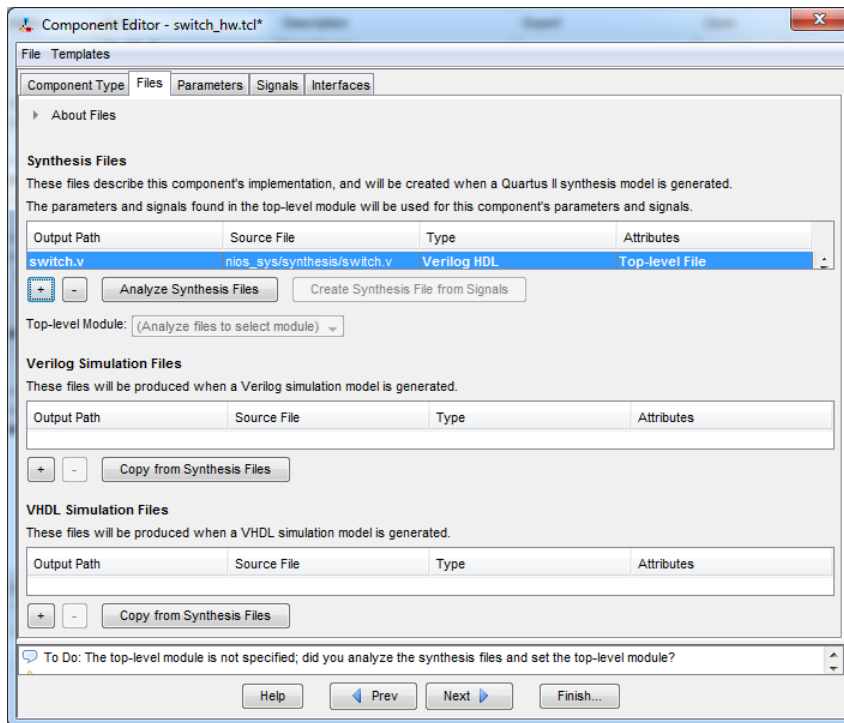 Component Editor - switch_hw.tcl*
File Templates
Component Type Files Parameters Signals Interfaces
About Files
Synthesis Files
These files describe this component's implementation, and will be created when a Quartus II synthesis model is generated.
The parameters and signals found in the top-level module will be used for this component's parameters and signals.
Output Path Source File Type Attributes
switch.v nios_sys/synthesis/switch.v Verilog HDL Top-level File
+ - Analyze Synthesis Files Create Synthesis File from Signals
Top-level Module: (Analyze files to select module)
Verilog Simulation Files
These files will be produced when a Verilog simulation model is generated.
Output Path Source File Type Attributes
+ - Copy from Synthesis Files
VHDL Simulation Files
These files will be produced when a VHDL simulation model is generated.
Output Path Source File Type Attributes
+ - Copy from Synthesis Files
To Do: The top-level module is not specified; did you analyze the synthesis files and set the top-level module?
Help Prev Next Finish...